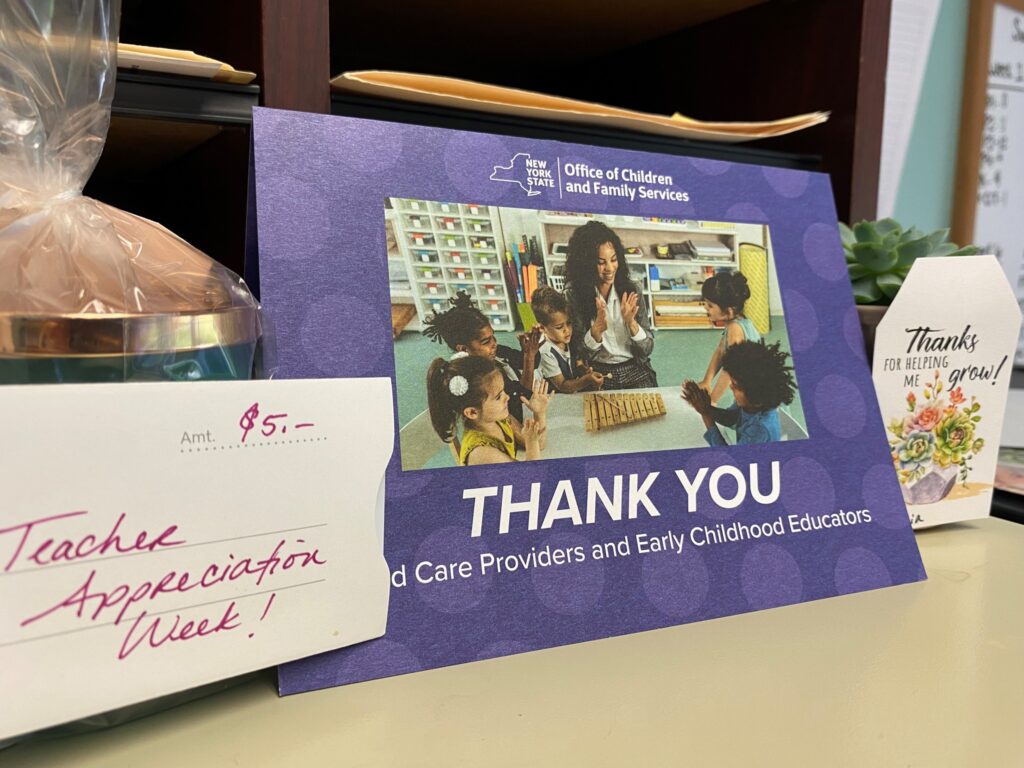 NEW
YORK
STATE
Office of Children
and Family Services
THANK YOU
d Care Providers and Early Childhood Educators
Amt. $5.–
Teacher
Appreciation
Week!
Thanks
FOR HELPING
ME grow!